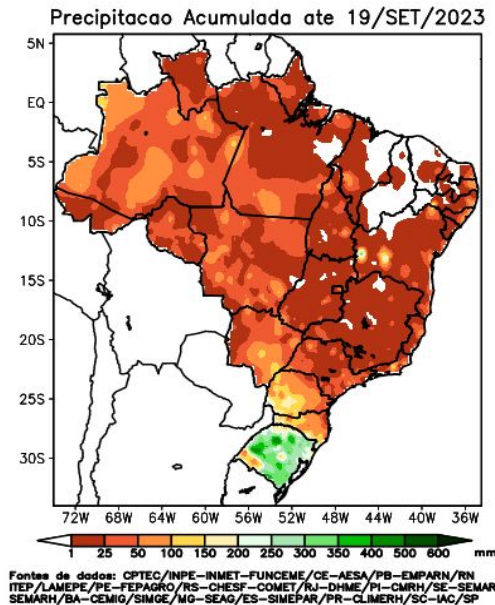 Precipitacao Acumulada ate 19/SET/2023
5N
EQ
5S
10S
15S
20S
25S
30S
72W 68W 64W 60W 56W 52W 48W 44W 40W 36W
1 25 50 100 150 200 250 300 350 400 500 600 mm
Fontes de dados: CPTEC/INPE-INMET-FUNCEME/CE-AESA/PB-EMPARN/RN
ITEP/LAMEPE/PE-FEPAGRO/RS-CHESF-COMET/RJ-DHME/PI-CMRH/SE-SEMAR
SEMARH/BA-CEMIG/SIMGE/MG-SEAG/ES-SIMEPAR/PR-CLIMERH/SC-IAC/SP